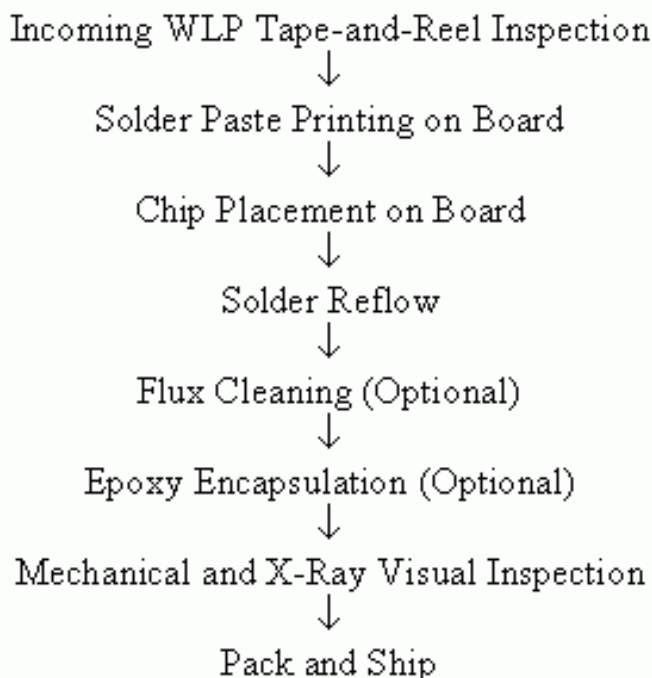 Incoming WLP Tape-and-Reel Inspection
Solder Paste Printing on Board
Chip Placement on Board
Solder Reflow
Flux Cleaning (Optional)
Epoxy Encapsulation (Optional)
Mechanical and X-Ray Visual Inspection
Pack and Ship